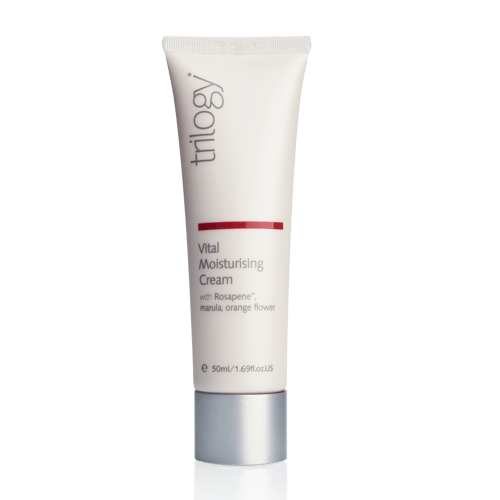 trilogy
Vital
Moisturising
Cream
with Rosapene™,
marula, orange flower
℮ 50ml/1.69fl.oz.US